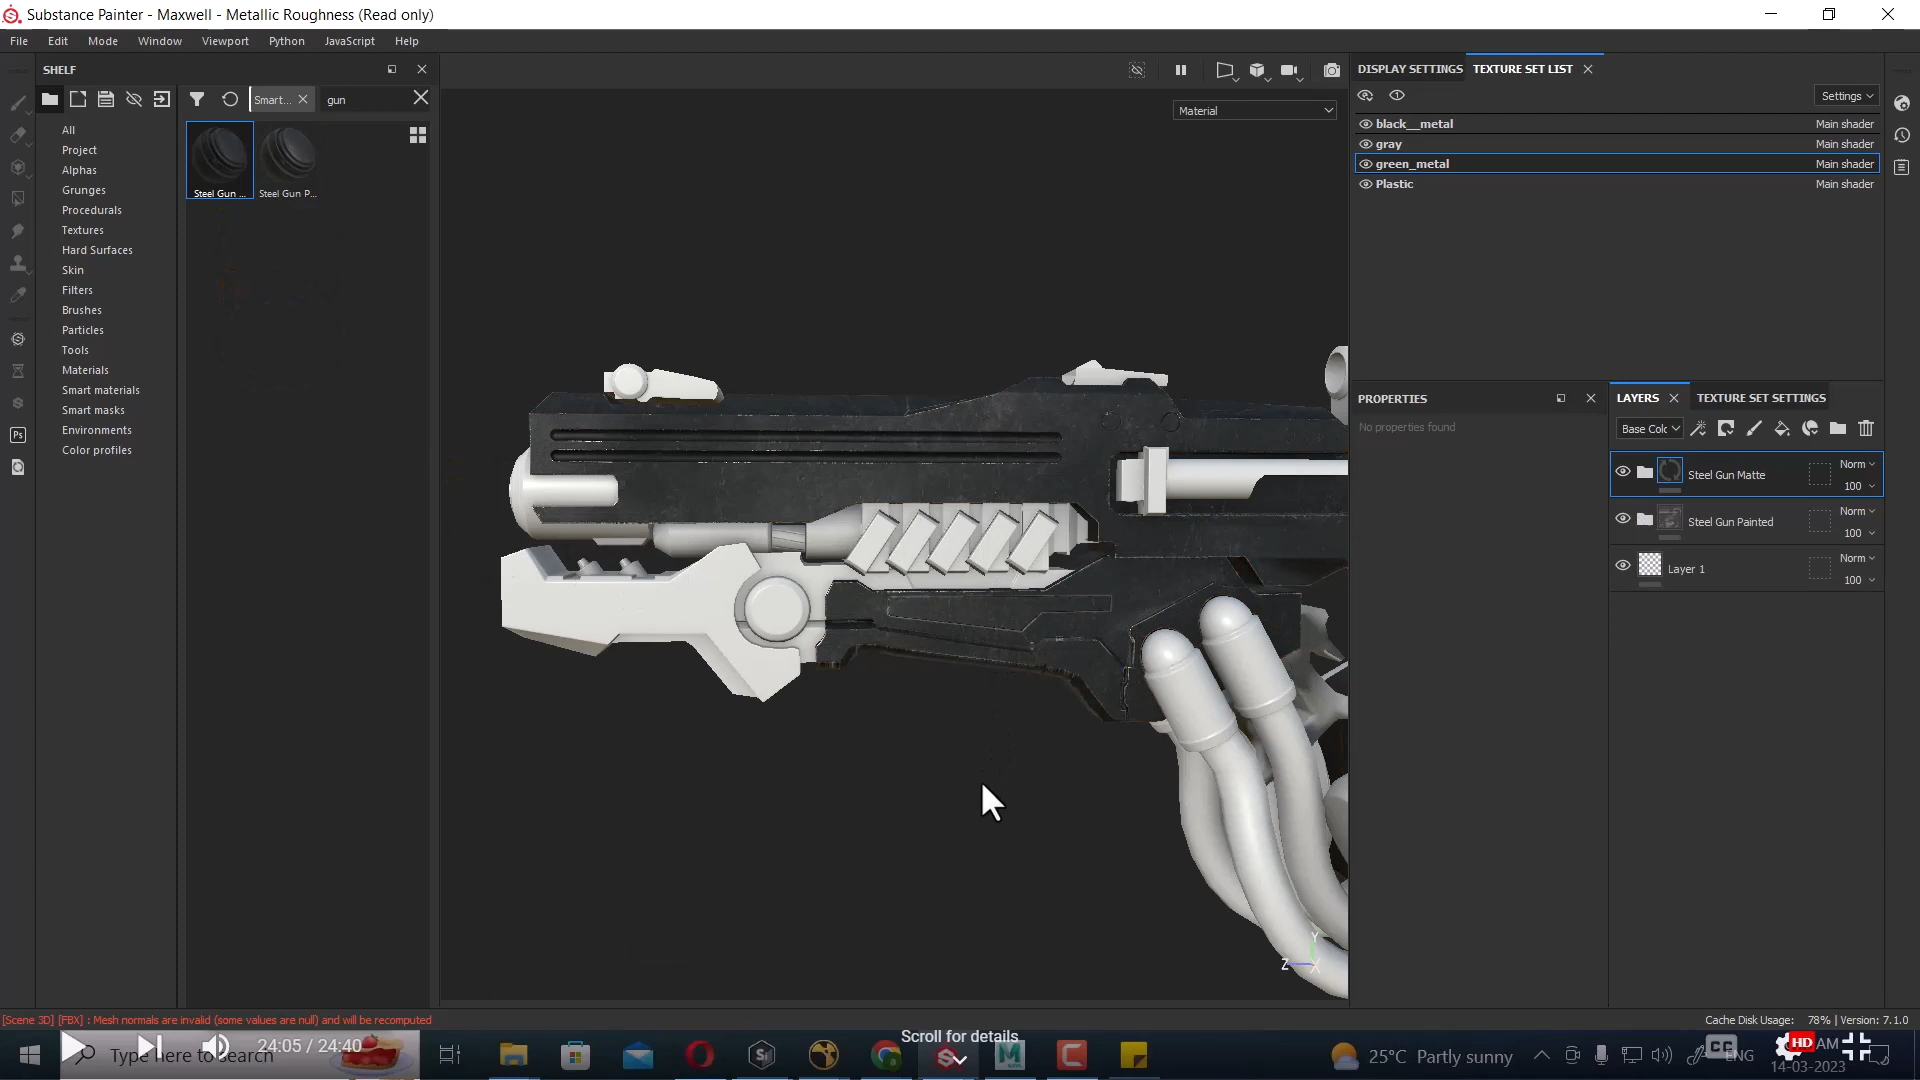 Substance Painter - Maxwell - Metallic Roughness (Read only)
File Edit Mode Window Viewport Python JavaScript Help
SHELF
Smart... gun
All
Project
Alphas
Grunges
Procedurals
Textures
Hard Surfaces
Skin
Filters
Brushes
Particles
Tools
Materials
Smart materials
Smart masks
Environments
Color profiles
Steel Gun ... Steel Gun P...
Ps
Material
Y
Z X
DISPLAY SETTINGS TEXTURE SET LIST
Settings
black__metal Main shader
gray Main shader
green_metal Main shader
Plastic Main shader
PROPERTIES
No properties found
LAYERS TEXTURE SET SETTINGS
Base Colc
Steel Gun Matte Norm
100
Steel Gun Painted Norm
100
Layer 1 Norm
100
[Scene 3D] [FBX] : Mesh normals are invalid (some values are null) and will be recomputed
Cache Disk Usage: 78% | Version: 7.1.0
Scroll for details
Type here to search
24:05 / 24:40
25°C Partly sunny
CC
ENG
HD
AM
14-03-2023